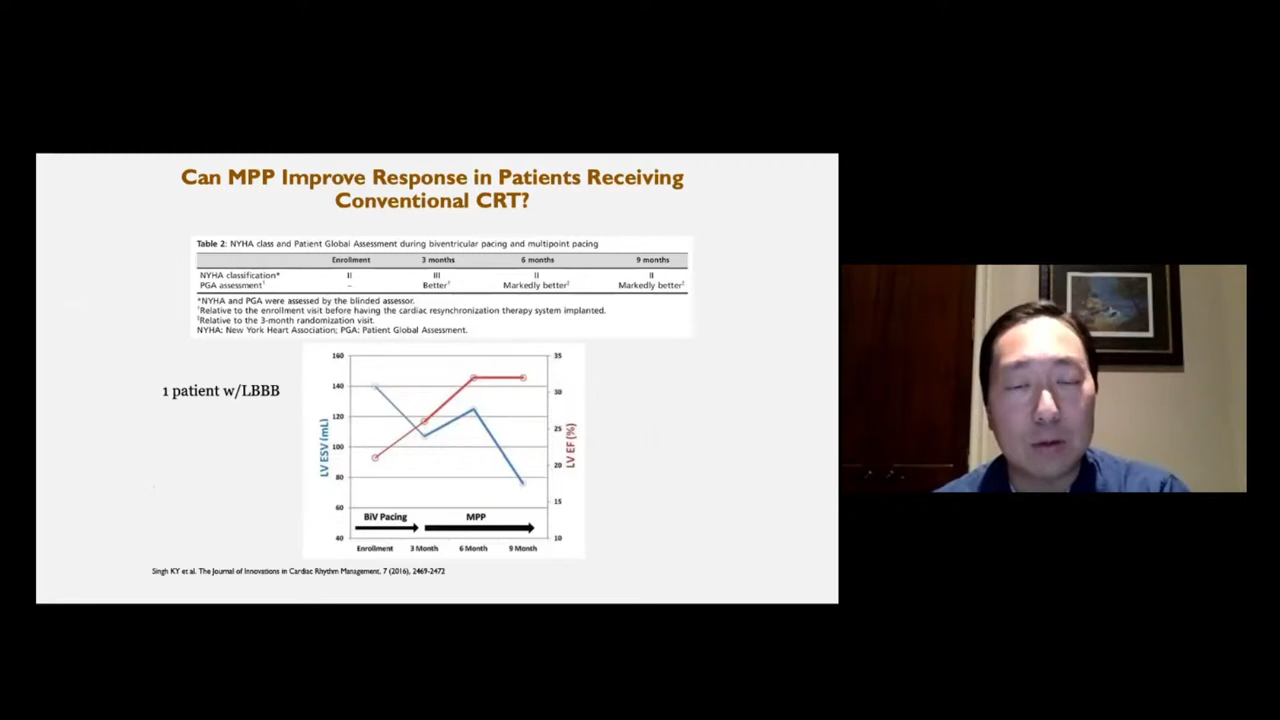 Can MPP Improve Response in Patients Receiving
Conventional CRT?
Table 2: NYHA class and Patient Global Assessment during biventricular pacing and multipoint pacing
Enrollment 3 months 6 months 9 months
NYHA classification* II III II II
PGA assessment† – Better† Markedly better‡ Markedly better‡
*NYHA and PGA were assessed by the blinded assessor.
†Relative to the enrollment visit before having the cardiac resynchronization therapy system implanted.
‡Relative to the 3-month randomization visit.
NYHA: New York Heart Association; PGA: Patient Global Assessment.
1 patient w/LBBB
160
140
120
100
80
60
40
LV ESV (mL)
35
30
25
20
15
10
LV EF (%)
BiV Pacing MPP
Enrollment 3 Month 6 Month 9 Month
Singh KY et al. The Journal of Innovations in Cardiac Rhythm Management, 7 (2016), 2469-2472